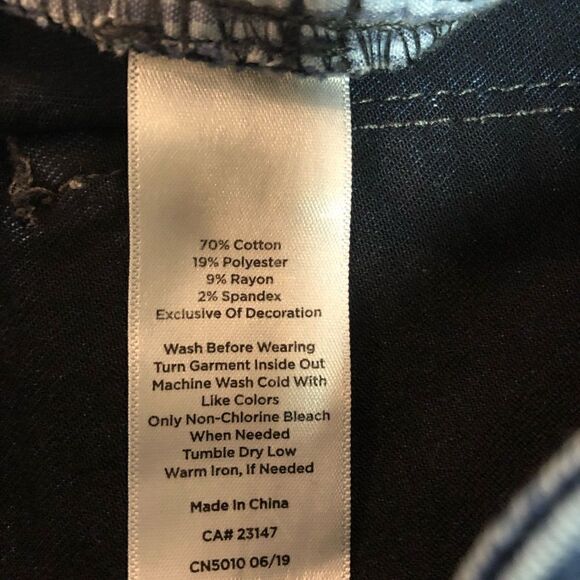 70% Cotton
19% Polyester
9% Rayon
2% Spandex
Exclusive Of Decoration
Wash Before Wearing
Turn Garment Inside Out
Machine Wash Cold With
Like Colors
Only Non-Chlorine Bleach
When Needed
Tumble Dry Low
Warm Iron, If Needed
Made In China
CA# 23147
CN5010 06/19